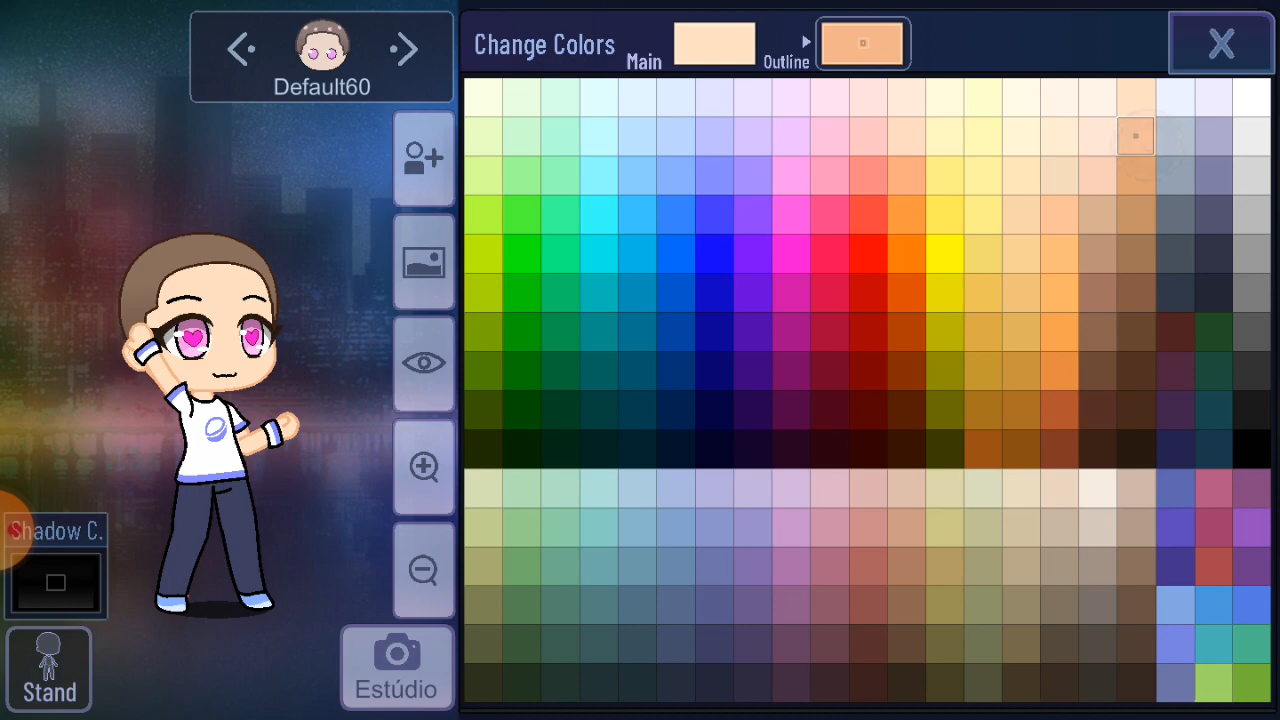 Change Colors
Main
Outline
X
Default60
Shadow C.
Stand
Estúdio